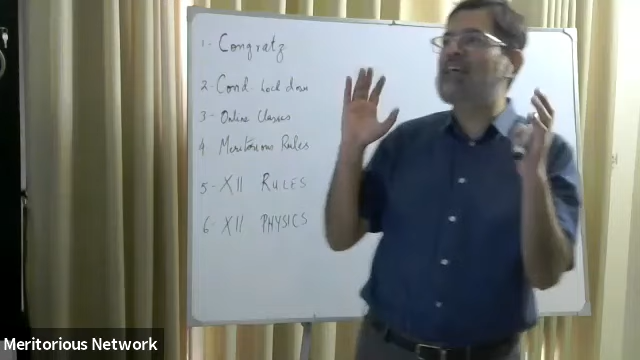 1- Congratz
2- Cond. Lock down
3- Online Classes
4 Meritorious Rules
5- XII RULES
6- XII PHYSICS
Meritorious Network